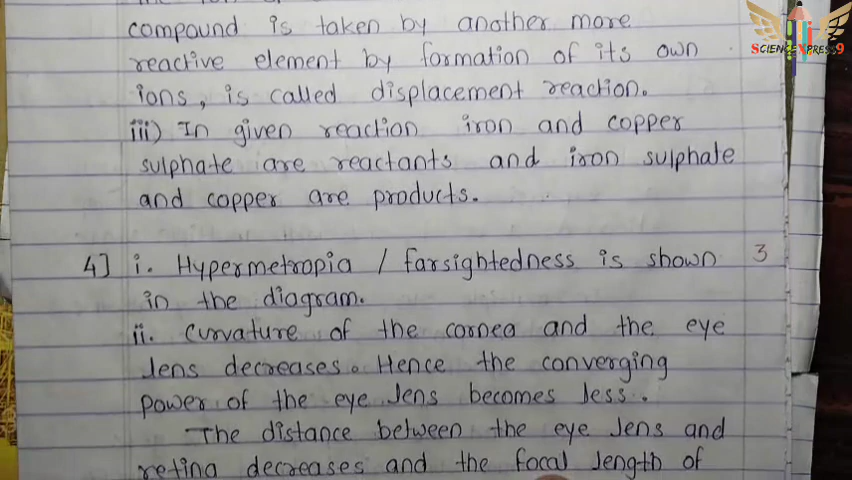 compound is taken by another more
reactive element by formation of its own
ions, is called displacement reaction.
iii) In given reaction iron and copper
sulphate are reactants and iron sulphate
and copper are products.
4] i. Hypermetropia / farsightedness is shown 3
in the diagram.
ii. Curvature of the cornea and the eye
lens decreases. Hence the converging
power of the eye lens becomes less.
The distance between the eye lens and
retina decreases and the focal length of
SCIENCEXPRESS9